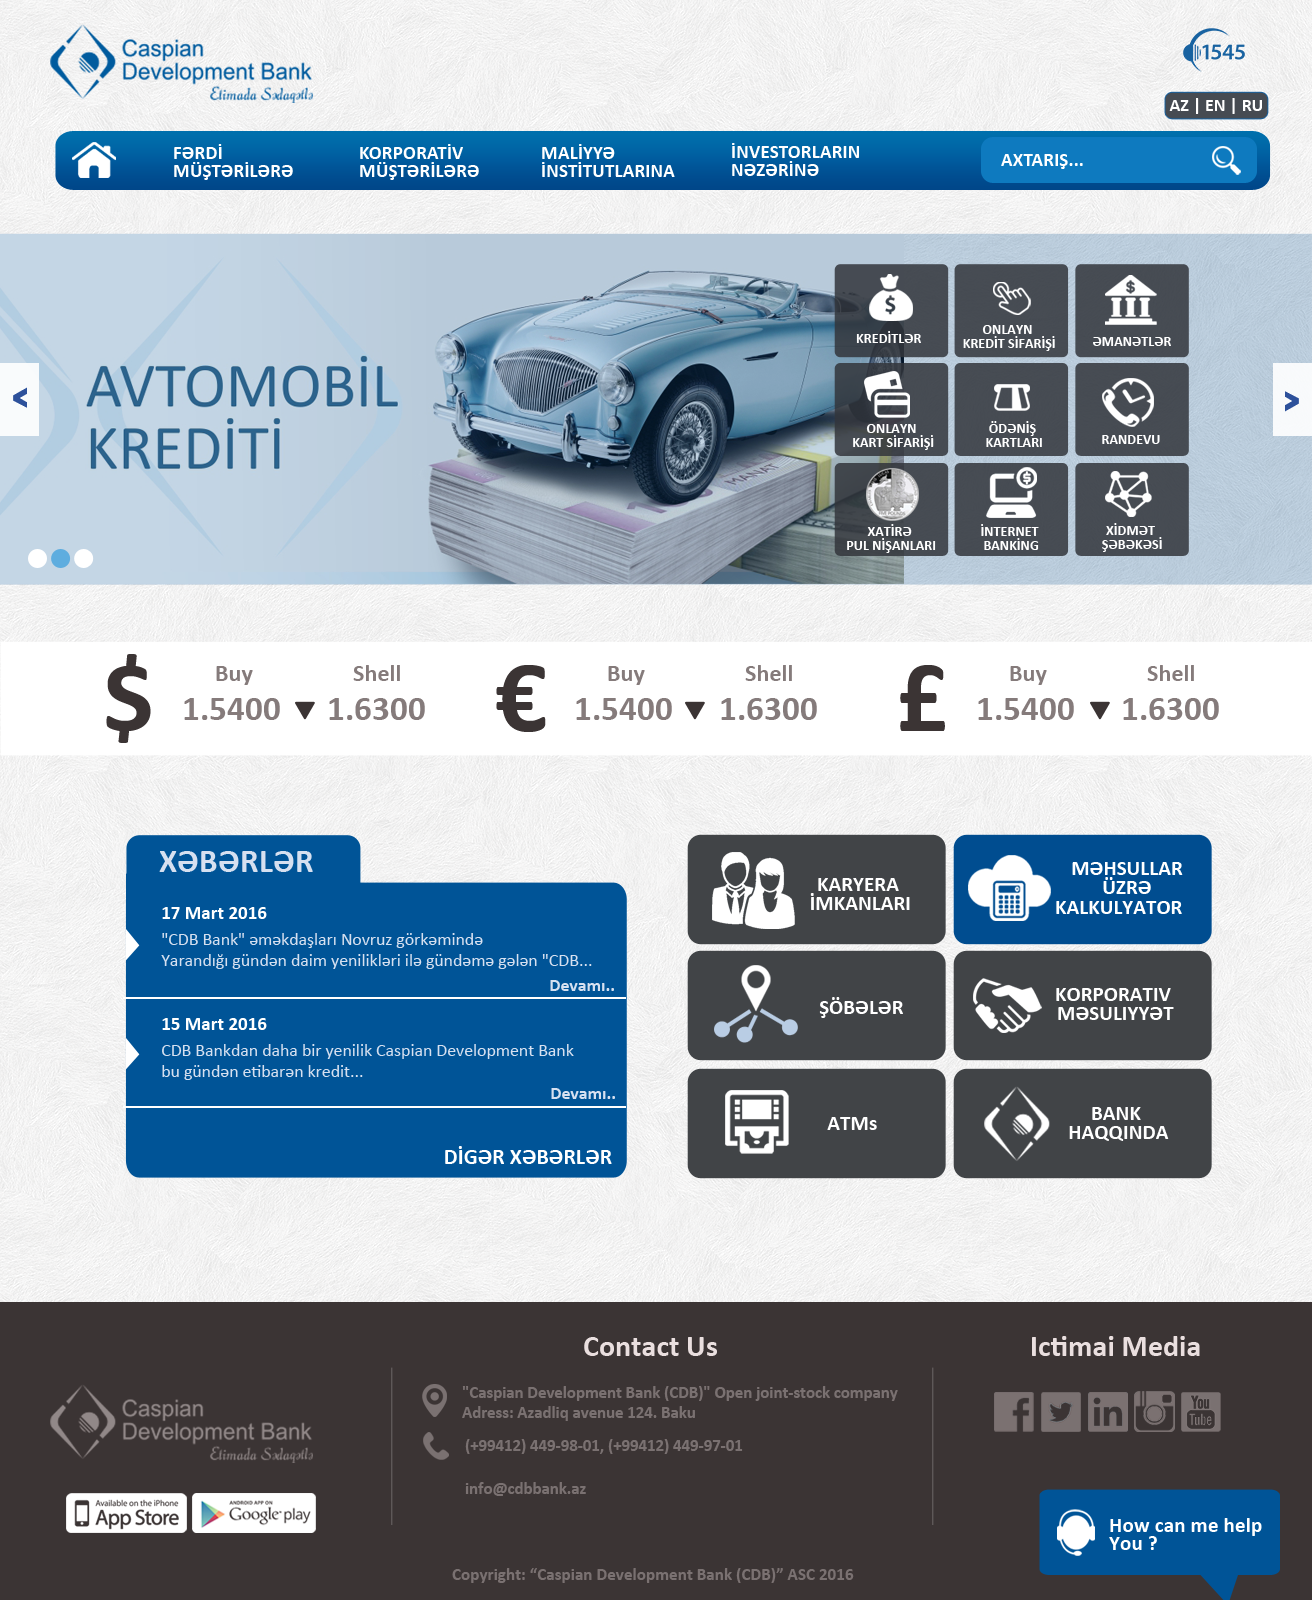 Caspian
Development Bank
Etimada Sədaqətlə
1545
AZ | EN | RU
FƏRDİ
MÜŞTƏRİLƏRƏ
KORPORATİV
MÜŞTƏRİLƏRƏ
MALİYYƏ
İNSTİTUTLARINA
İNVESTORLARIN
NƏZƏRİNƏ
AXTARIŞ...
AVTOMOBİL
KREDİTİ
MANAT
<
>
$
KREDİTLƏR
ONLAYN
KREDİT SİFARİŞİ
$
ƏMANƏTLƏR
ONLAYN
KART SİFARİŞİ
ÖDƏNİŞ
KARTLARI
RANDEVU
FIVE POUNDS
XATİRƏ
PUL NİŞANLARI
$
İNTERNET
BANKİNG
XİDMƏT
ŞƏBƏKƏSİ
$
Buy
Shell
1.5400
1.6300
€
Buy
Shell
1.5400
1.6300
£
Buy
Shell
1.5400
1.6300
XƏBƏRLƏR
17 Mart 2016
"CDB Bank" əməkdaşları Novruz görkəmində
Yarandığı gündən daim yenilikləri ilə gündəmə gələn "CDB...
Devamı..
15 Mart 2016
CDB Bankdan daha bir yenilik Caspian Development Bank
bu gündən etibarən kredit...
Devamı..
DİGƏR XƏBƏRLƏR
KARYERA
İMKANLARI
MƏHSULLAR
ÜZRƏ
KALKULYATOR
ŞÖBƏLƏR
KORPORATIV
MƏSULIYYƏT
ATMs
BANK
HAQQINDA
Caspian
Development Bank
Etimada Sədaqətlə
Available on the iPhone
App Store
ANDROID APP ON
Google play
Contact Us
"Caspian Development Bank (CDB)" Open joint-stock company
Adress: Azadliq avenue 124. Baku
(+99412) 449-98-01, (+99412) 449-97-01
info@cdbbank.az
Ictimai Media
f
in
You
Tube
How can me help
You ?
Copyright: “Caspian Development Bank (CDB)” ASC 2016